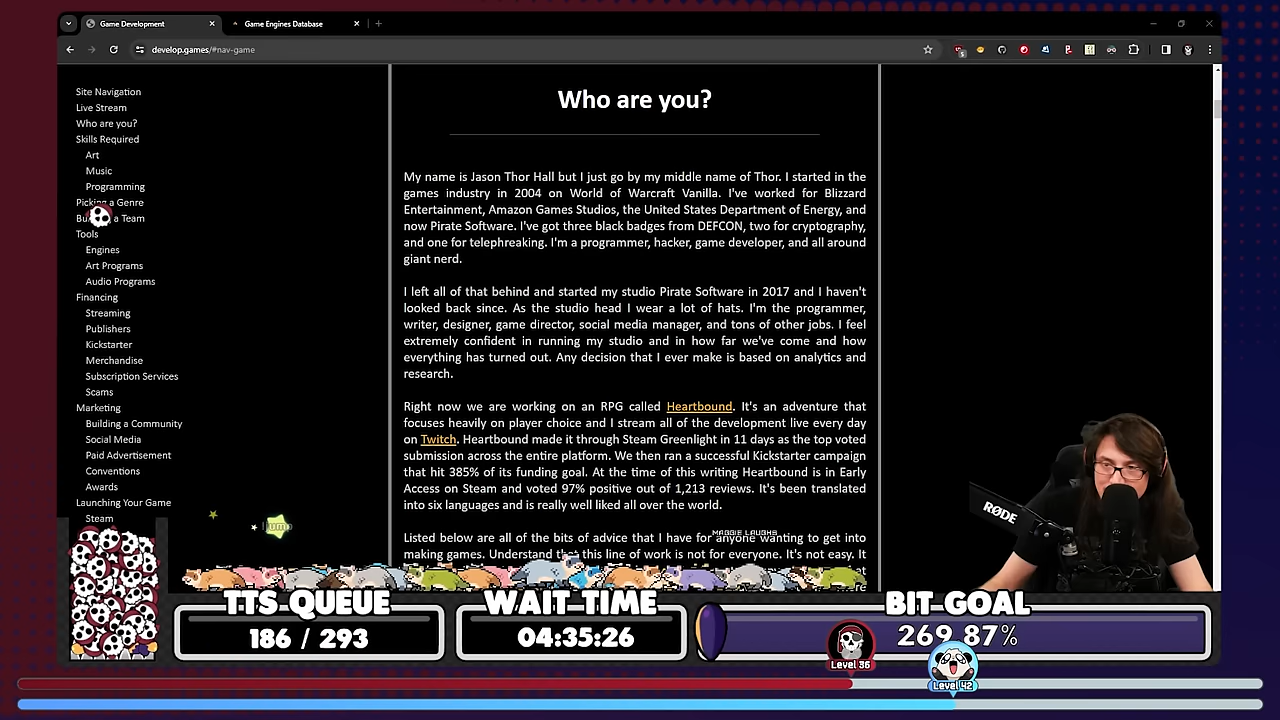 Game Development
Game Engines Database
develop.games/#nav-game
Site Navigation
Live Stream
Who are you?
Skills Required
Art
Music
Programming
Picking a Genre
a Team
Tools
Engines
Art Programs
Audio Programs
Financing
Streaming
Publishers
Kickstarter
Merchandise
Subscription Services
Scams
Marketing
Building a Community
Social Media
Paid Advertisement
Conventions
Awards
Launching Your Game
Steam
Who are you?
My name is Jason Thor Hall but I just go by my middle name of Thor. I started in the
games industry in 2004 on World of Warcraft Vanilla. I've worked for Blizzard
Entertainment, Amazon Games Studios, the United States Department of Energy, and
now Pirate Software. I've got three black badges from DEFCON, two for cryptography,
and one for telephreaking. I'm a programmer, hacker, game developer, and all around
giant nerd.
I left all of that behind and started my studio Pirate Software in 2017 and I haven't
looked back since. As the studio head I wear a lot of hats. I'm the programmer,
writer, designer, game director, social media manager, and tons of other jobs. I feel
extremely confident in running my studio and in how far we've come and how
everything has turned out. Any decision that I ever make is based on analytics and
research.
Right now we are working on an RPG called Heartbound. It's an adventure that
focuses heavily on player choice and I stream all of the development live every day
on Twitch. Heartbound made it through Steam Greenlight in 11 days as the top voted
submission across the entire platform. We then ran a successful Kickstarter campaign
that hit 385% of its funding goal. At the time of this writing Heartbound is in Early
Access on Steam and voted 97% positive out of 1,213 reviews. It's been translated
into six languages and is really well liked all over the world.
MAGGIE LAUGHS
Listed below are all of the bits of advice that I have for anyone wanting to get into
making games. Understand that this line of work is not for everyone. It's not easy. It
RØDE
TTS QUEUE
186 / 293
WAIT TIME
04:35:26
BIT GOAL
269.87%
Level 36
Level 42